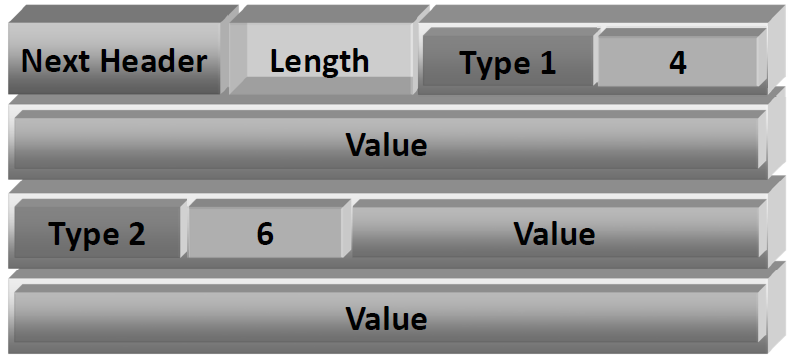 Next Header Length Type 1 4
Value
Type 2 6 Value
Value